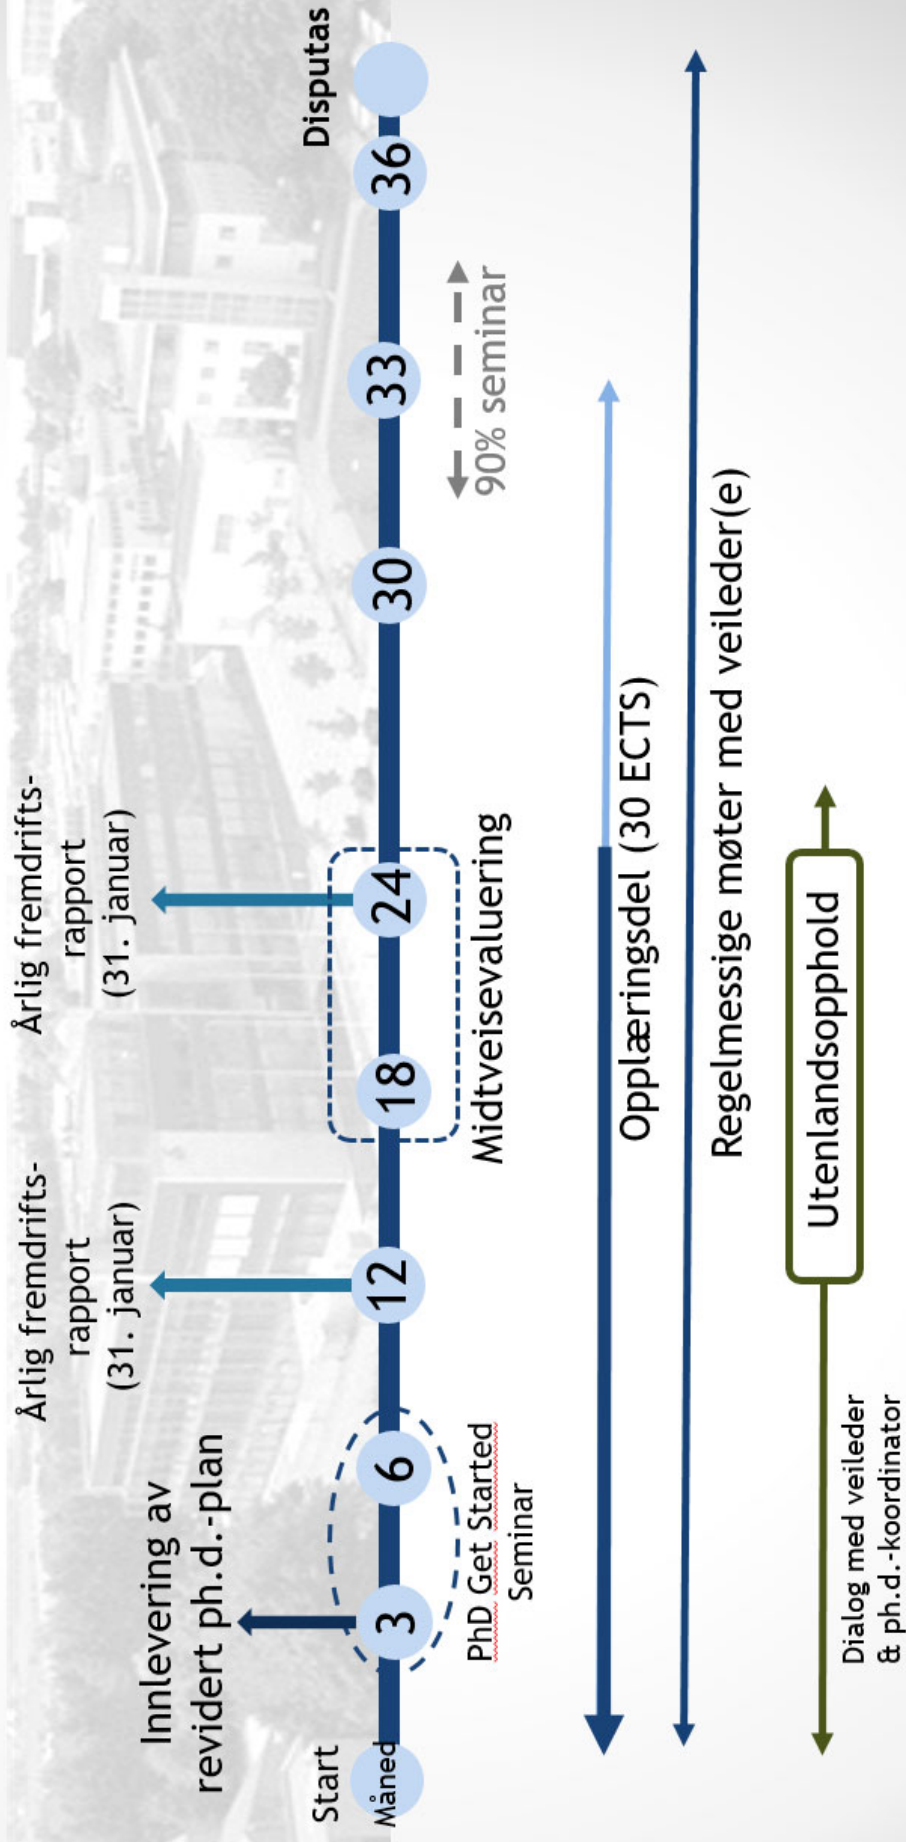 Årlig fremdrifts-
rapport
(31. januar)
Årlig fremdrifts-
rapport
(31. januar)
Innlevering av
revidert ph.d.-plan
Start
Disputas
Måned
3
6
12
18
24
30
33
36
PhD Get Started
Seminar
Midtveisevaluering
90% seminar
Opplæringsdel (30 ECTS)
Regelmessige møter med veileder(e)
Utenlandsopphold
Dialog med veileder
& ph.d.-koordinator